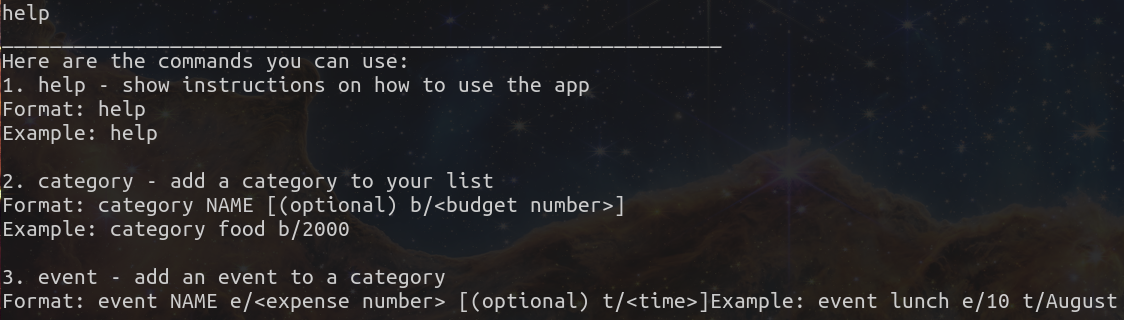 help
____________________________________________________________
Here are the commands you can use:
1. help - show instructions on how to use the app
Format: help
Example: help
2. category - add a category to your list
Format: category NAME [(optional) b/<budget number>]
Example: category food b/2000
3. event - add an event to a category
Format: event NAME e/<expense number> [(optional) t/<time>]Example: event lunch e/10 t/August